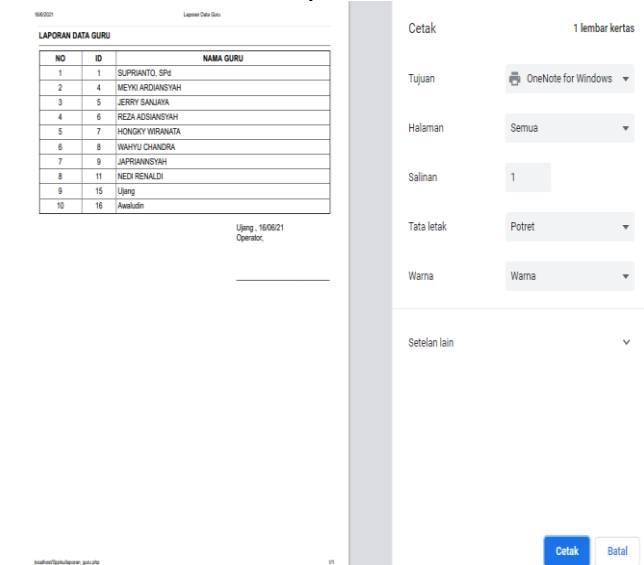 16/6/2021 Laporan Data Guru
LAPORAN DATA GURU
NO ID NAMA GURU
1 1 SUPRIANTO, SPd
2 4 MEYKI ARDIANSYAH
3 5 JERRY SANJAYA
4 6 REZA ADSIANSYAH
5 7 HONGKY WIRANATA
6 8 WAHYU CHANDRA
7 9 JAPRIANNSYAH
8 11 NEDI RENALDI
9 15 Ujang
10 16 Awaludin
Ujang , 16/06/21
Operator,
1/1
Cetak 1 lembar kertas
Tujuan OneNote for Windows
Halaman Semua
Salinan 1
Tata letak Potret
Warna Warna
Setelan lain
Cetak Batal